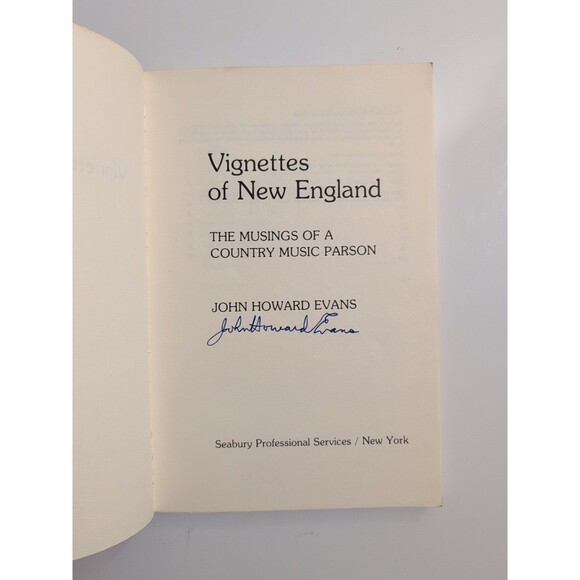 Vignettes
of New England
THE MUSINGS OF A
COUNTRY MUSIC PARSON
JOHN HOWARD EVANS
John Howard Evans
Seabury Professional Services / New York